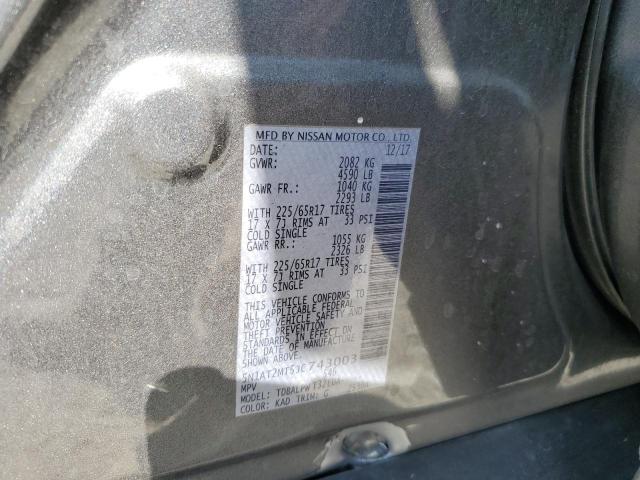 MFD BY NISSAN MOTOR CO., LTD.
DATE: 12/17
GVWR: 2082 KG
4590 LB
GAWR FR.: 1040 KG
2293 LB
WITH 225/65R17 TIRES
17 X 7J RIMS AT 33 PSI
COLD SINGLE
GAWR RR.: 1055 KG
2326 LB
WITH 225/65R17 TIRES
17 X 7J RIMS AT 33 PSI
COLD SINGLE
THIS VEHICLE CONFORMS TO
ALL APPLICABLE FEDERAL
MOTOR VEHICLE SAFETY AND
THEFT PREVENTION
STANDARDS IN EFFECT ON
THE DATE OF MANUFACTURE
SHOWN ABOVE.
MPV
MODEL:
COLOR: KAD TRIM: G